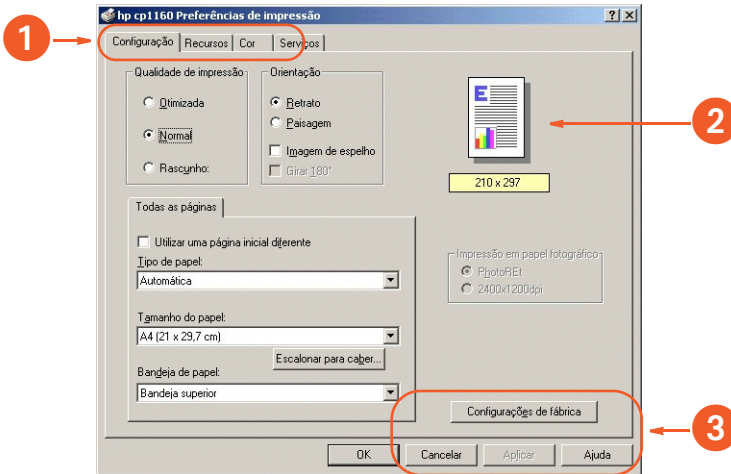 hp cp1160 Preferências de impressão
1
Configuração Recursos Cor Serviços
Qualidade de impressão
Otimizada
Normal
Rascunho:
Orientação
Retrato
Paisagem
Imagem de espelho
Girar 180°
E
210 x 297
2
Todas as páginas
Utilizar uma página inicial diferente
Tipo de papel:
Automática
Tamanho do papel:
A4 (21 x 29,7 cm)
Escalonar para caber...
Bandeja de papel:
Bandeja superior
Impressão em papel fotográfico
PhotoREt
2400x1200dpi
Configurações de fábrica
3
OK Cancelar Aplicar Ajuda